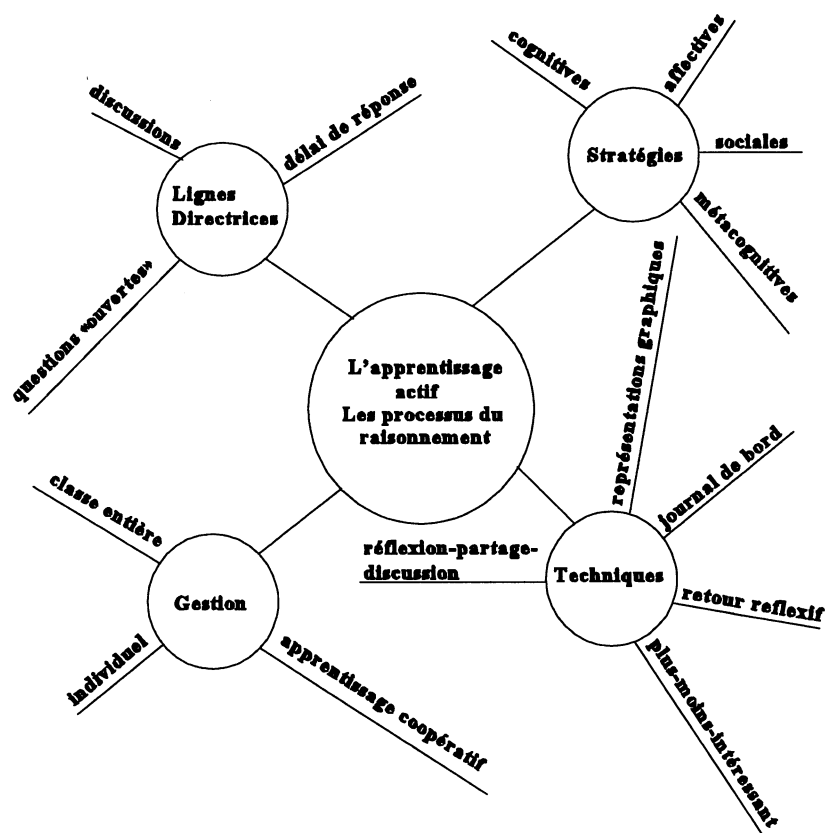 cognitives
affectives
Stratégies
sociales
métacognitives
discussions
délai de réponse
Lignes
Directrices
questions «ouvertes»
L'apprentissage
actif
Les processus du
raisonnement
représentations graphiques
journal de bord
réflexion-partage-
discussion
Techniques
retour reflexif
plus-moins-intéressant
classe entière
Gestion
individuel
apprentissage coopératif